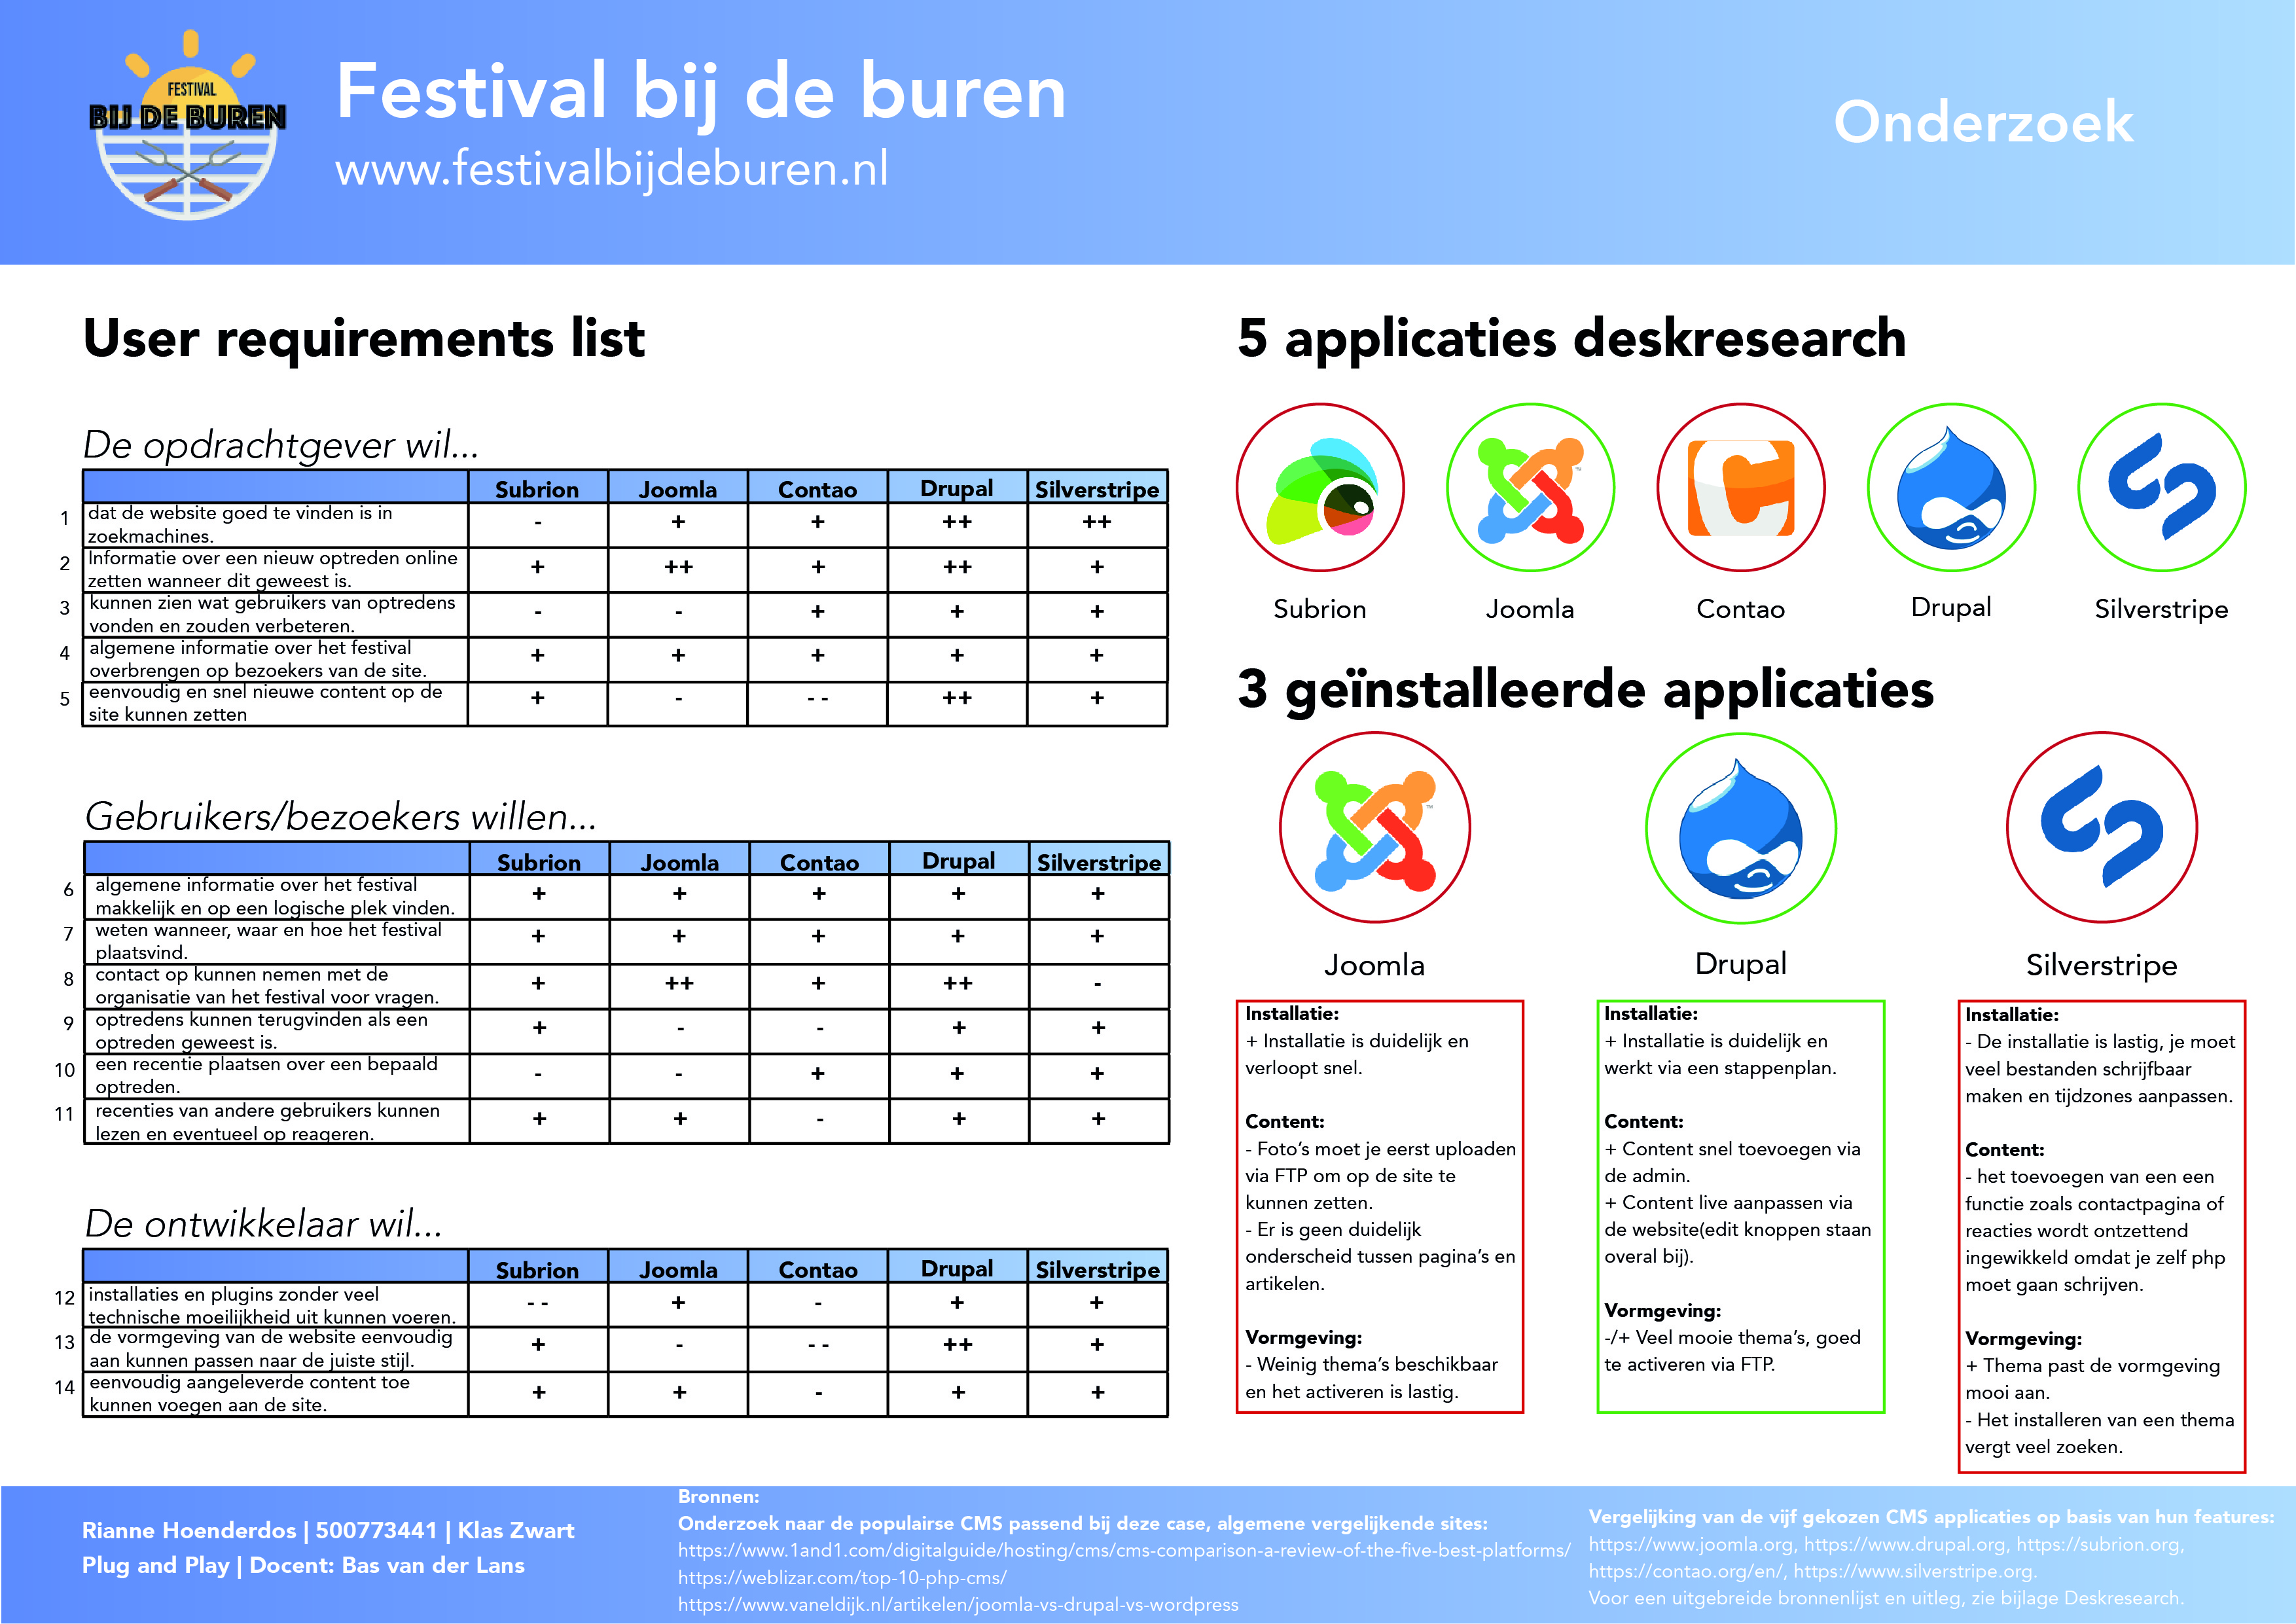 FESTIVAL
BIJ DE BUREN
Festival bij de buren
www.festivalbijdeburen.nl
Onderzoek
User requirements list
De opdrachtgever wil...
Subrion Joomla Contao Drupal Silverstripe
1 dat de website goed te vinden is in
zoekmachines. - + + ++ ++
2 Informatie over een nieuw optreden online
zetten wanneer dit geweest is. + ++ + ++ +
3 kunnen zien wat gebruikers van optredens
vonden en zouden verbeteren. - - + + +
4 algemene informatie over het festival
overbrengen op bezoekers van de site. + + + + +
5 eenvoudig en snel nieuwe content op de
site kunnen zetten + - - - ++ +
Gebruikers/bezoekers willen...
Subrion Joomla Contao Drupal Silverstripe
6 algemene informatie over het festival
makkelijk en op een logische plek vinden. + + + + +
7 weten wanneer, waar en hoe het festival
plaatsvind. + + + + +
8 contact op kunnen nemen met de
organisatie van het festival voor vragen. + ++ + ++ -
9 optredens kunnen terugvinden als een
optreden geweest is. + - - + +
10 een recentie plaatsen over een bepaald
optreden. - - + + +
11 recenties van andere gebruikers kunnen
lezen en eventueel op reageren. + + - + +
De ontwikkelaar wil...
Subrion Joomla Contao Drupal Silverstripe
12 installaties en plugins zonder veel
technische moeilijkheid uit kunnen voeren. - - + - + +
13 de vormgeving van de website eenvoudig
aan kunnen passen naar de juiste stijl. + - - - ++ +
14 eenvoudig aangeleverde content toe
kunnen voegen aan de site. + + - + +
5 applicaties deskresearch
TM
Subrion Joomla Contao Drupal Silverstripe
3 geïnstalleerde applicaties
TM
Joomla
Drupal
Silverstripe
Installatie:
+ Installatie is duidelijk en
verloopt snel.
Content:
- Foto's moet je eerst uploaden
via FTP om op de site te
kunnen zetten.
- Er is geen duidelijk
onderscheid tussen pagina's en
artikelen.
Vormgeving:
- Weinig thema's beschikbaar
en het activeren is lastig.
Installatie:
+ Installatie is duidelijk en
werkt via een stappenplan.
Content:
+ Content snel toevoegen via
de admin.
+ Content live aanpassen via
de website(edit knoppen staan
overal bij).
Vormgeving:
-/+ Veel mooie thema's, goed
te activeren via FTP.
Installatie:
- De installatie is lastig, je moet
veel bestanden schrijfbaar
maken en tijdzones aanpassen.
Content:
- het toevoegen van een een
functie zoals contactpagina of
reacties wordt ontzettend
ingewikkeld omdat je zelf php
moet gaan schrijven.
Vormgeving:
+ Thema past de vormgeving
mooi aan.
- Het installeren van een thema
vergt veel zoeken.
Rianne Hoenderdos | 500773441 | Klas Zwart
Plug and Play | Docent: Bas van der Lans
Bronnen:
Onderzoek naar de populairse CMS passend bij deze case, algemene vergelijkende sites:
https://www.1and1.com/digitalguide/hosting/cms/cms-comparison-a-review-of-the-five-best-platforms/
https://weblizar.com/top-10-php-cms/
https://www.vaneldijk.nl/artikelen/joomla-vs-drupal-vs-wordpress
Vergelijking van de vijf gekozen CMS applicaties op basis van hun features:
https://www.joomla.org, https://www.drupal.org, https://subrion.org,
https://contao.org/en/, https://www.silverstripe.org.
Voor een uitgebreide bronnenlijst en uitleg, zie bijlage Deskresearch.